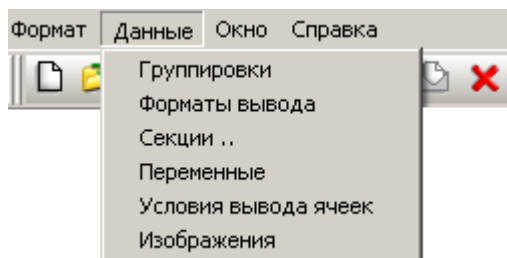 Формат Данные Окно Справка
Группировки
Форматы вывода
Секции ..
Переменные
Условия вывода ячеек
Изображения